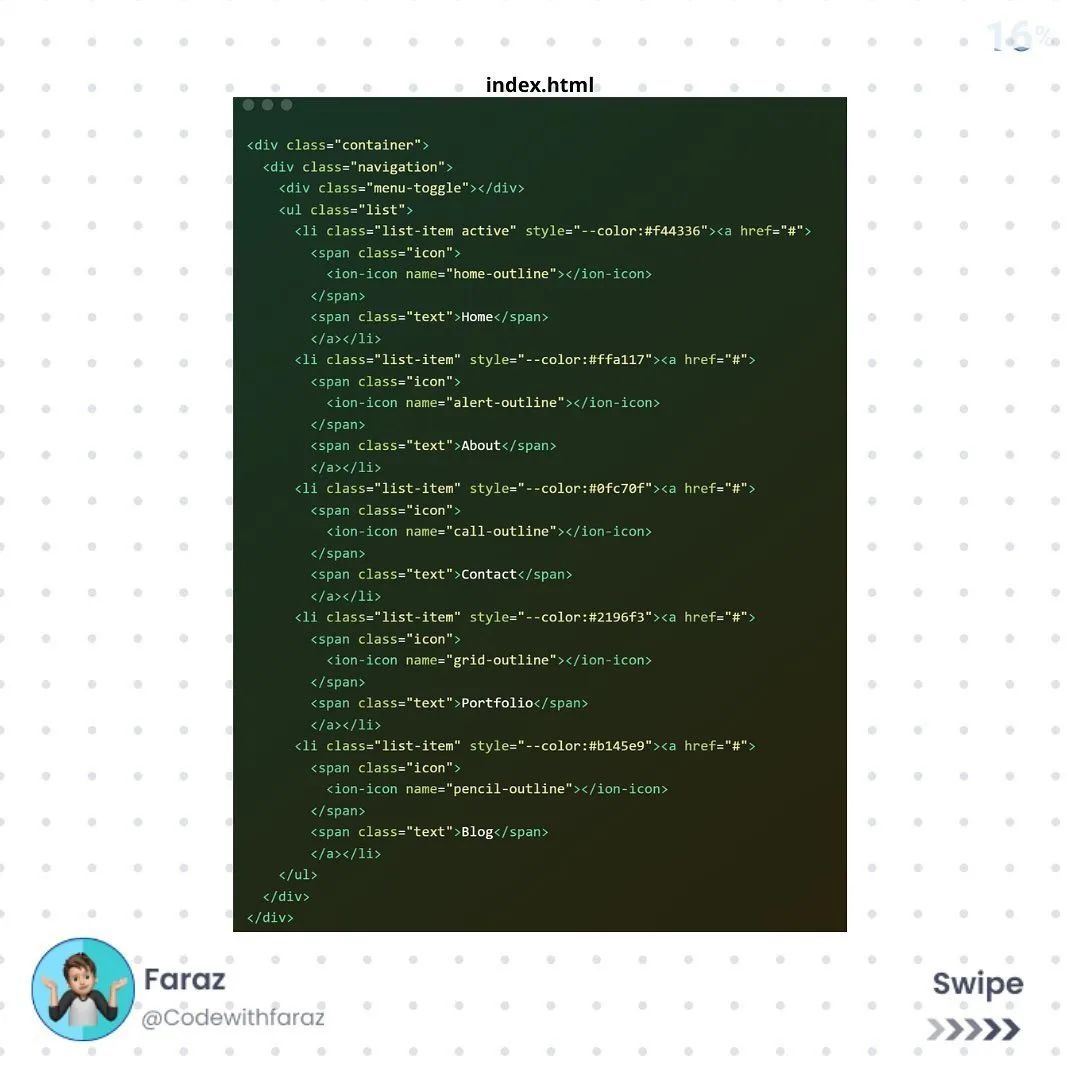 16%
index.html
<div class="container">
  <div class="navigation">
    <div class="menu-toggle"></div>
    <ul class="list">
      <li class="list-item active" style="--color:#f44336"><a href="#">
        <span class="icon">
          <ion-icon name="home-outline"></ion-icon>
        </span>
        <span class="text">Home</span>
        </a></li>
      <li class="list-item" style="--color:#ffa117"><a href="#">
        <span class="icon">
          <ion-icon name="alert-outline"></ion-icon>
        </span>
        <span class="text">About</span>
        </a></li>
      <li class="list-item" style="--color:#0fc70f"><a href="#">
        <span class="icon">
          <ion-icon name="call-outline"></ion-icon>
        </span>
        <span class="text">Contact</span>
        </a></li>
      <li class="list-item" style="--color:#2196f3"><a href="#">
        <span class="icon">
          <ion-icon name="grid-outline"></ion-icon>
        </span>
        <span class="text">Portfolio</span>
        </a></li>
      <li class="list-item" style="--color:#b145e9"><a href="#">
        <span class="icon">
          <ion-icon name="pencil-outline"></ion-icon>
        </span>
        <span class="text">Blog</span>
        </a></li>
    </ul>
  </div>
</div>
Faraz
@Codewithfaraz
Swipe